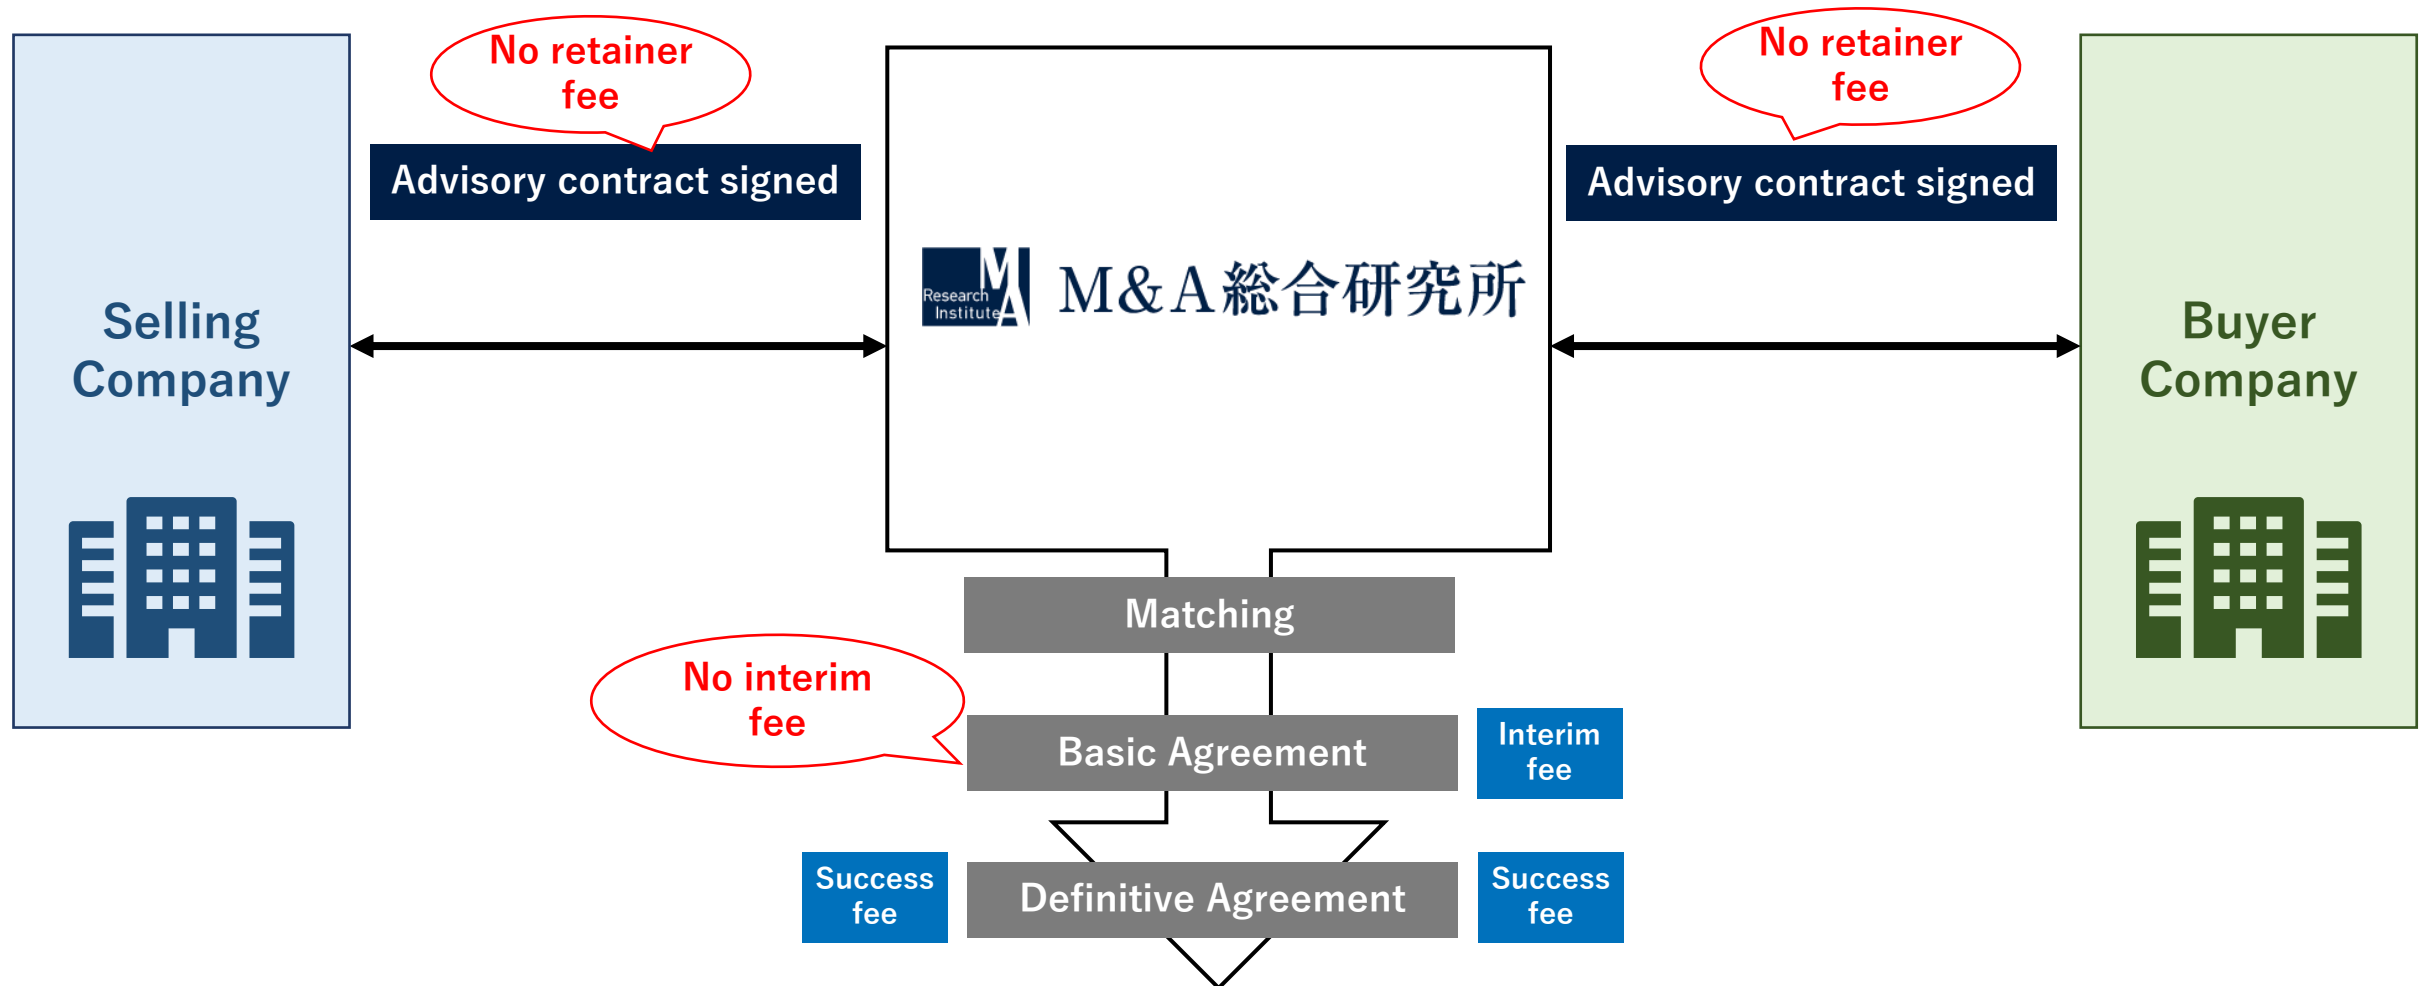 No retainer
fee
No retainer
fee
Advisory contract signed
Advisory contract signed
Selling
Company
MA
Research
Institute
M&A総合研究所
Buyer
Company
Matching
No interim
fee
Basic Agreement
Interim
fee
Success
fee
Definitive Agreement
Success
fee